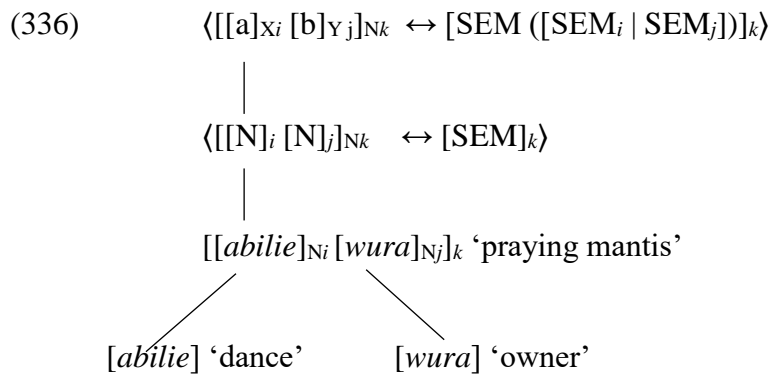 (336) ⟨[[a]Xi [b]Y j]Nk ↔ [SEM ([SEMi | SEMj])]k⟩
⟨[[N]i [N]j]Nk ↔ [SEM]k⟩
[[abilie]Ni [wura]Nj]k ‘praying mantis’
[abilie] ‘dance’ [wura] ‘owner’